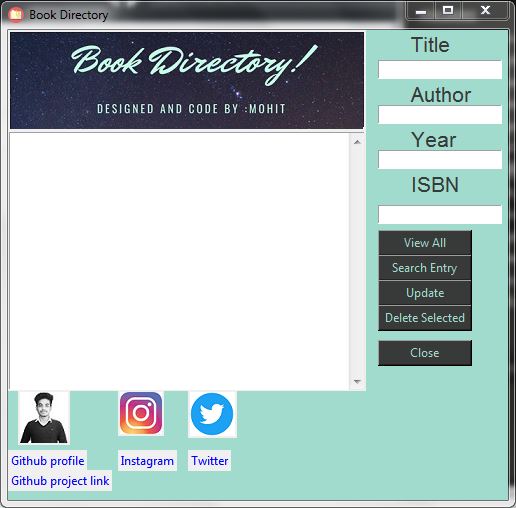 Book Directory
Book Directory!
DESIGNED AND CODE BY :MOHIT
Title
Author
Year
ISBN
View All
Search Entry
Update
Delete Selected
Close
Github profile
Instagram
Twitter
Github project link